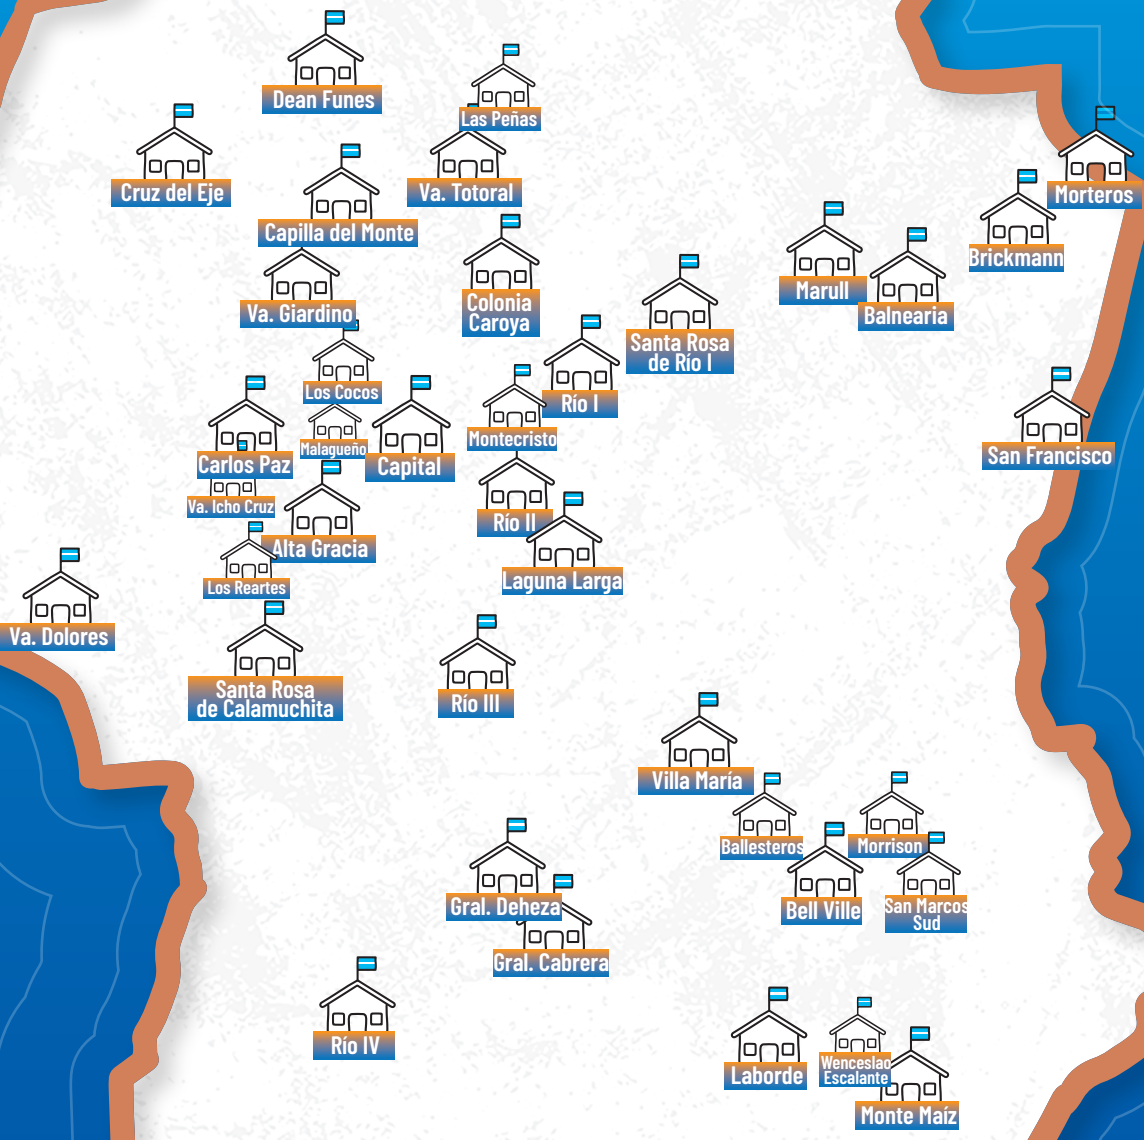 Dean Funes
Las Peñas
Cruz del Eje
Va. Totoral
Morteros
Capilla del Monte
Brickmann
Marull
Va. Giardino
Colonia
Caroya
Balnearia
Santa Rosa
de Río I
Los Cocos
Río I
Malagueño
Montecristo
Carlos Paz
Capital
San Francisco
Va. Icho Cruz
Río II
Alta Gracia
Laguna Larga
Los Reartes
Va. Dolores
Santa Rosa
de Calamuchita
Río III
Villa María
Ballesteros
Morrison
Gral. Deheza
Bell Ville
San Marcos
Sud
Gral. Cabrera
Río IV
Laborde
Wenceslao
Escalante
Monte Maíz